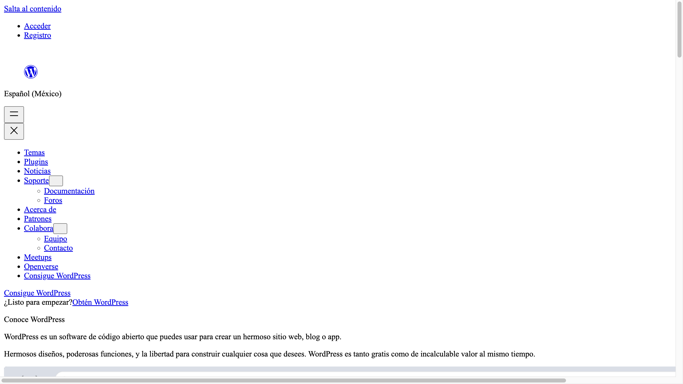 Salta al contenido
Acceder
Registro
Español (México)
Temas
Plugins
Noticias
Soporte
Documentación
Foros
Acerca de
Patrones
Colabora
Equipo
Contacto
Meetups
Openverse
Consigue WordPress
Consigue WordPress
¿Listo para empezar?Obtén WordPress
Conoce WordPress
WordPress es un software de código abierto que puedes usar para crear un hermoso sitio web, blog o app.
Hermosos diseños, poderosas funciones, y la libertad para construir cualquier cosa que desees. WordPress es tanto gratis como de incalculable valor al mismo tiempo.